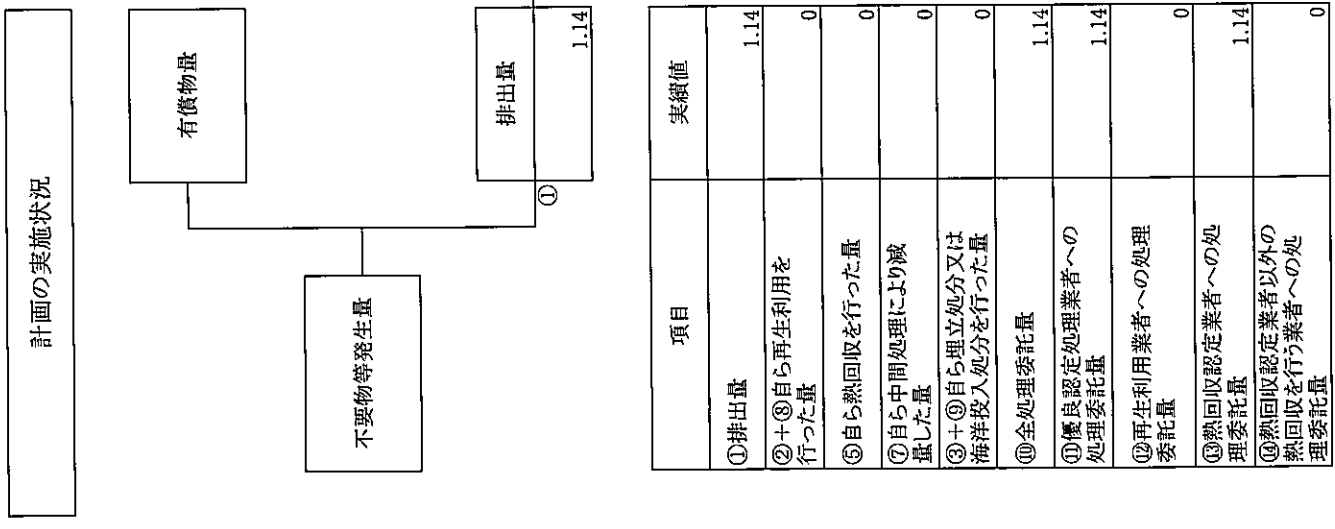 計画の実施状況
有償物量
不要物等発生量
①
排出量
1.14
項目
実績値
①排出量
1.14
②+⑧自ら再生利用を
行った量
0
⑤自ら熱回収を行った量
0
⑦自ら中間処理により減
量した量
0
③+⑨自ら埋立処分又は
海洋投入処分を行った量
0
⑩全処理委託量
1.14
⑪優良認定処理業者への
処理委託量
1.14
⑫再生利用業者への処理
委託量
0
⑬熱回収認定業者への処
理委託量
1.14
⑭熱回収認定業者以外の
熱回収を行う業者への処
理委託量
0